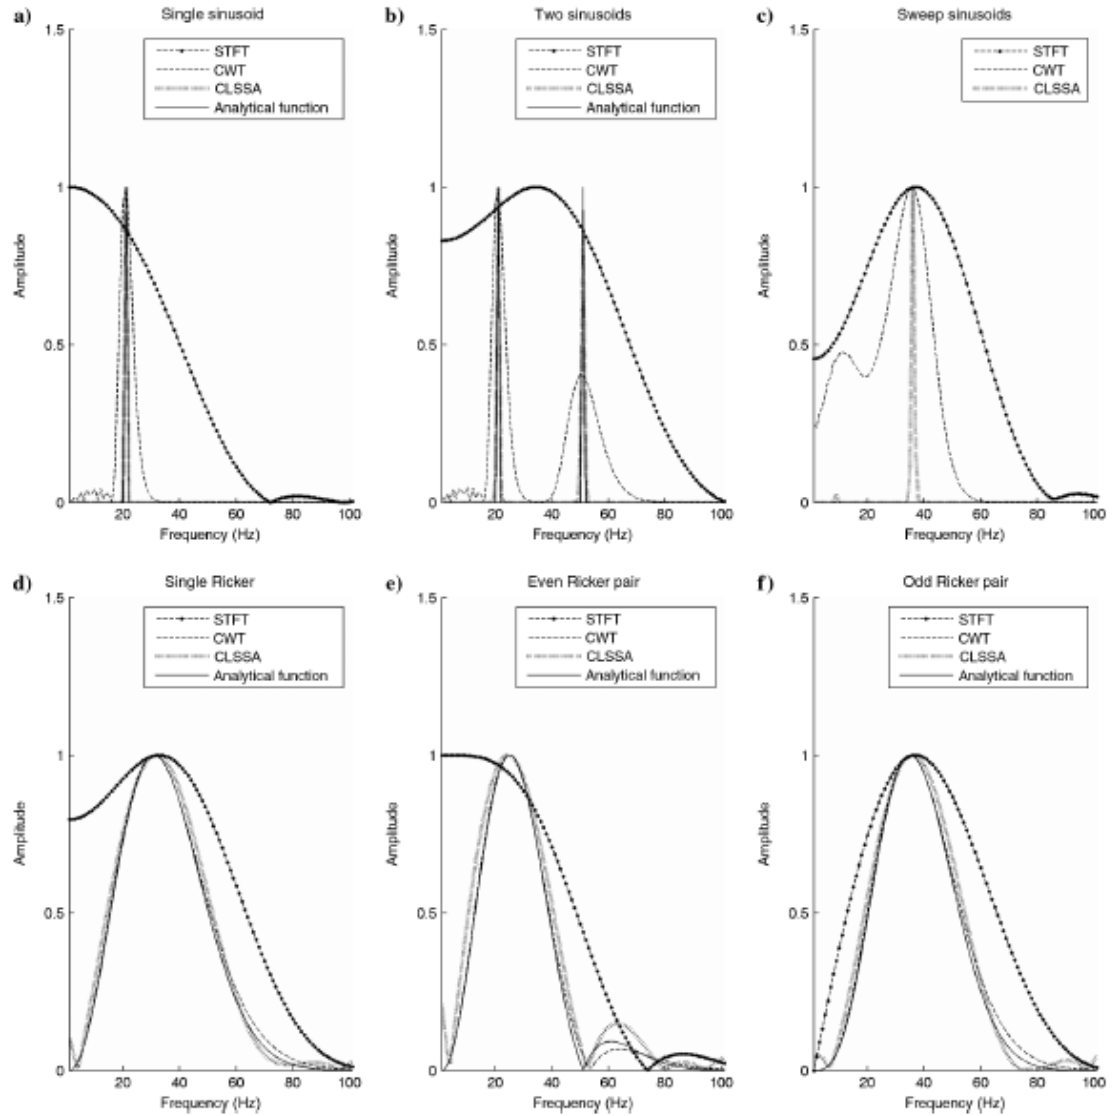 a) Single sinusoid
1.5
STFT
CWT
CLSSA
Analytical function
1
Amplitude
0.5
0
20 40 60 80 100
Frequency (Hz)
b) Two sinusoids
1.5
STFT
CWT
CLSSA
Analytical function
1
Amplitude
0.5
0
20 40 60 80 100
Frequency (Hz)
c) Sweep sinusoids
1.5
STFT
CWT
CLSSA
1
Amplitude
0.5
0
20 40 60 80 100
Frequency (Hz)
d) Single Ricker
1.5
STFT
CWT
CLSSA
Analytical function
1
Amplitude
0.5
0
20 40 60 80 100
Frequency (Hz)
e) Even Ricker pair
1.5
STFT
CWT
CLSSA
Analytical function
1
Amplitude
0.5
0
20 40 60 80 100
Frequency (Hz)
f) Odd Ricker pair
1.5
STFT
CWT
CLSSA
Analytical function
1
Amplitude
0.5
0
20 40 60 80 100
Frequency (Hz)